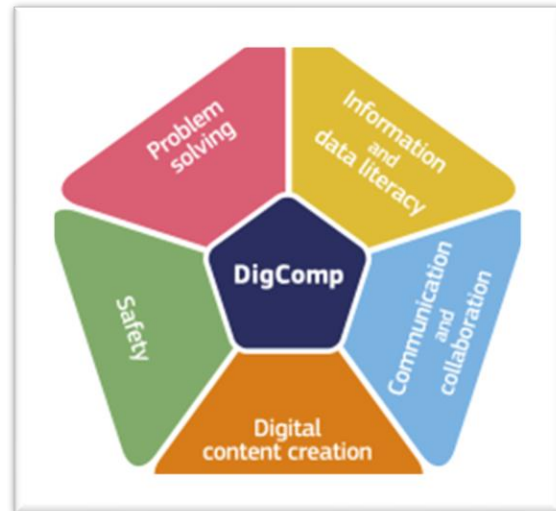 Problem
solving
Information
and
data literacy
DigComp
Safety
Communication
and
collaboration
Digital
content creation